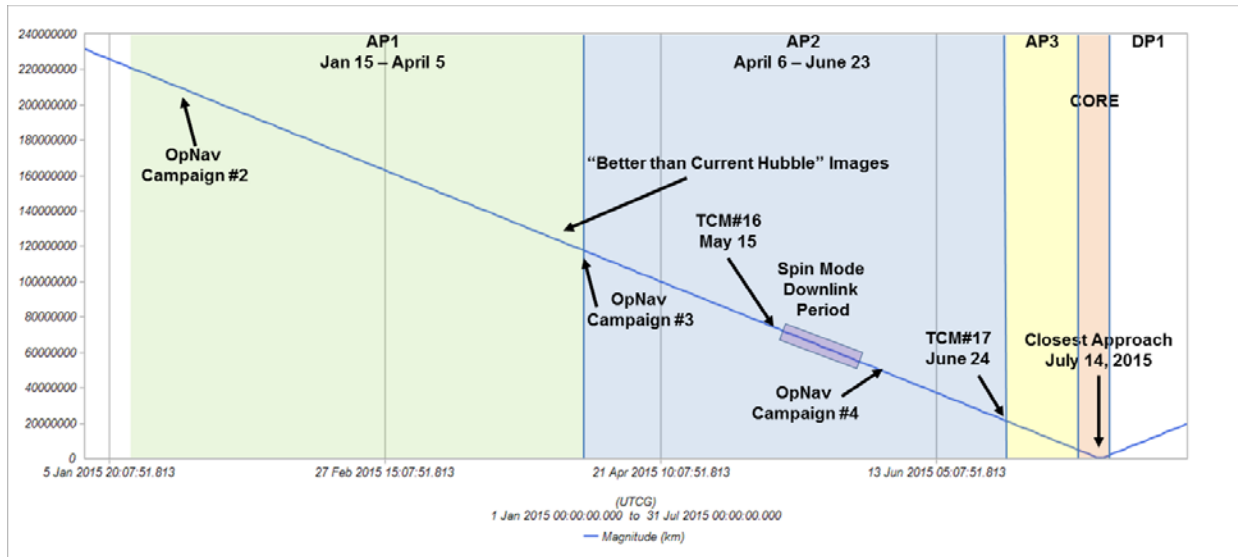 240000000
220000000
200000000
180000000
160000000
140000000
120000000
100000000
80000000
60000000
40000000
20000000
0
AP1
Jan 15 – April 5
AP2
April 6 – June 23
AP3
DP1
CORE
OpNav
Campaign #2
“Better than Current Hubble” Images
TCM#16
May 15
Spin Mode
Downlink
Period
OpNav
Campaign #3
TCM#17
June 24
Closest Approach
July 14, 2015
OpNav
Campaign #4
5 Jan 2015 20:07:51.813
27 Feb 2015 15:07:51.813
21 Apr 2015 10:07:51.813
13 Jun 2015 05:07:51.813
(UTCG)
1 Jan 2015 00:00:00.000 to 31 Jul 2015 00:00:00.000
Magnitude (km)